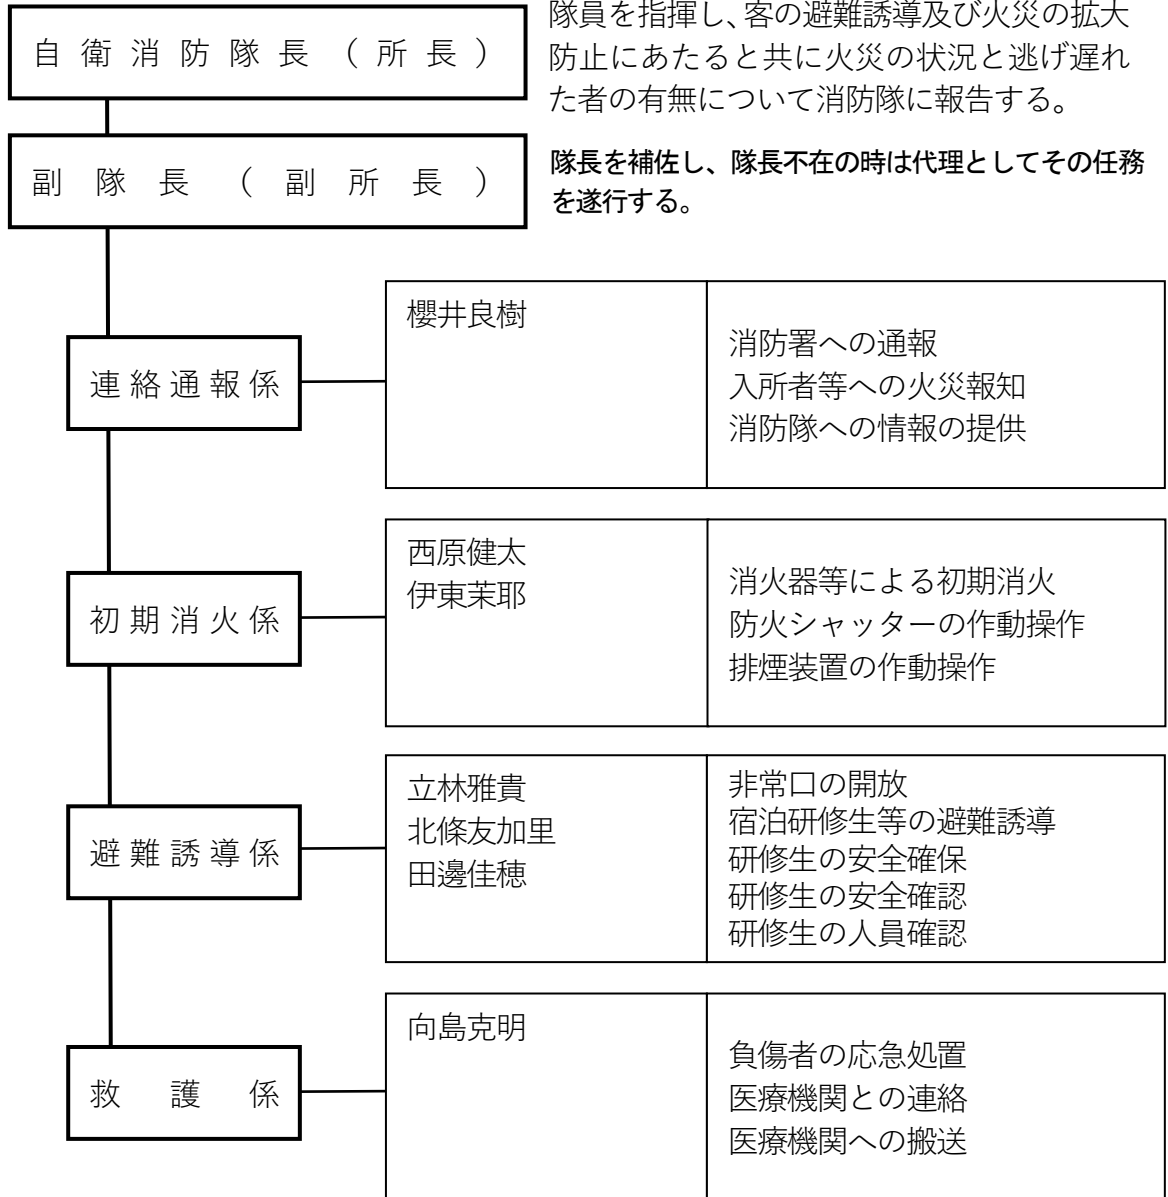 自衛消防隊長(所長)
隊員を指揮し、客の避難誘導及び火災の拡大
防止にあたると共に火災の状況と逃げ遅れ
た者の有無について消防隊に報告する。
副隊長(副所長)
隊長を補佐し、隊長不在の時は代理としてその任務
を遂行する。
連絡通報係
櫻井良樹
消防署への通報
入所者等への火災報知
消防隊への情報の提供
初期消火係
西原健太
伊東茉耶
消火器等による初期消火
防火シャッターの作動操作
排煙装置の作動操作
避難誘導係
立林雅貴
北條友加里
田邊佳穂
非常口の開放
宿泊研修生等の避難誘導
研修生の安全確保
研修生の安全確認
研修生の人員確認
救護係
向島克明
負傷者の応急処置
医療機関との連絡
医療機関への搬送